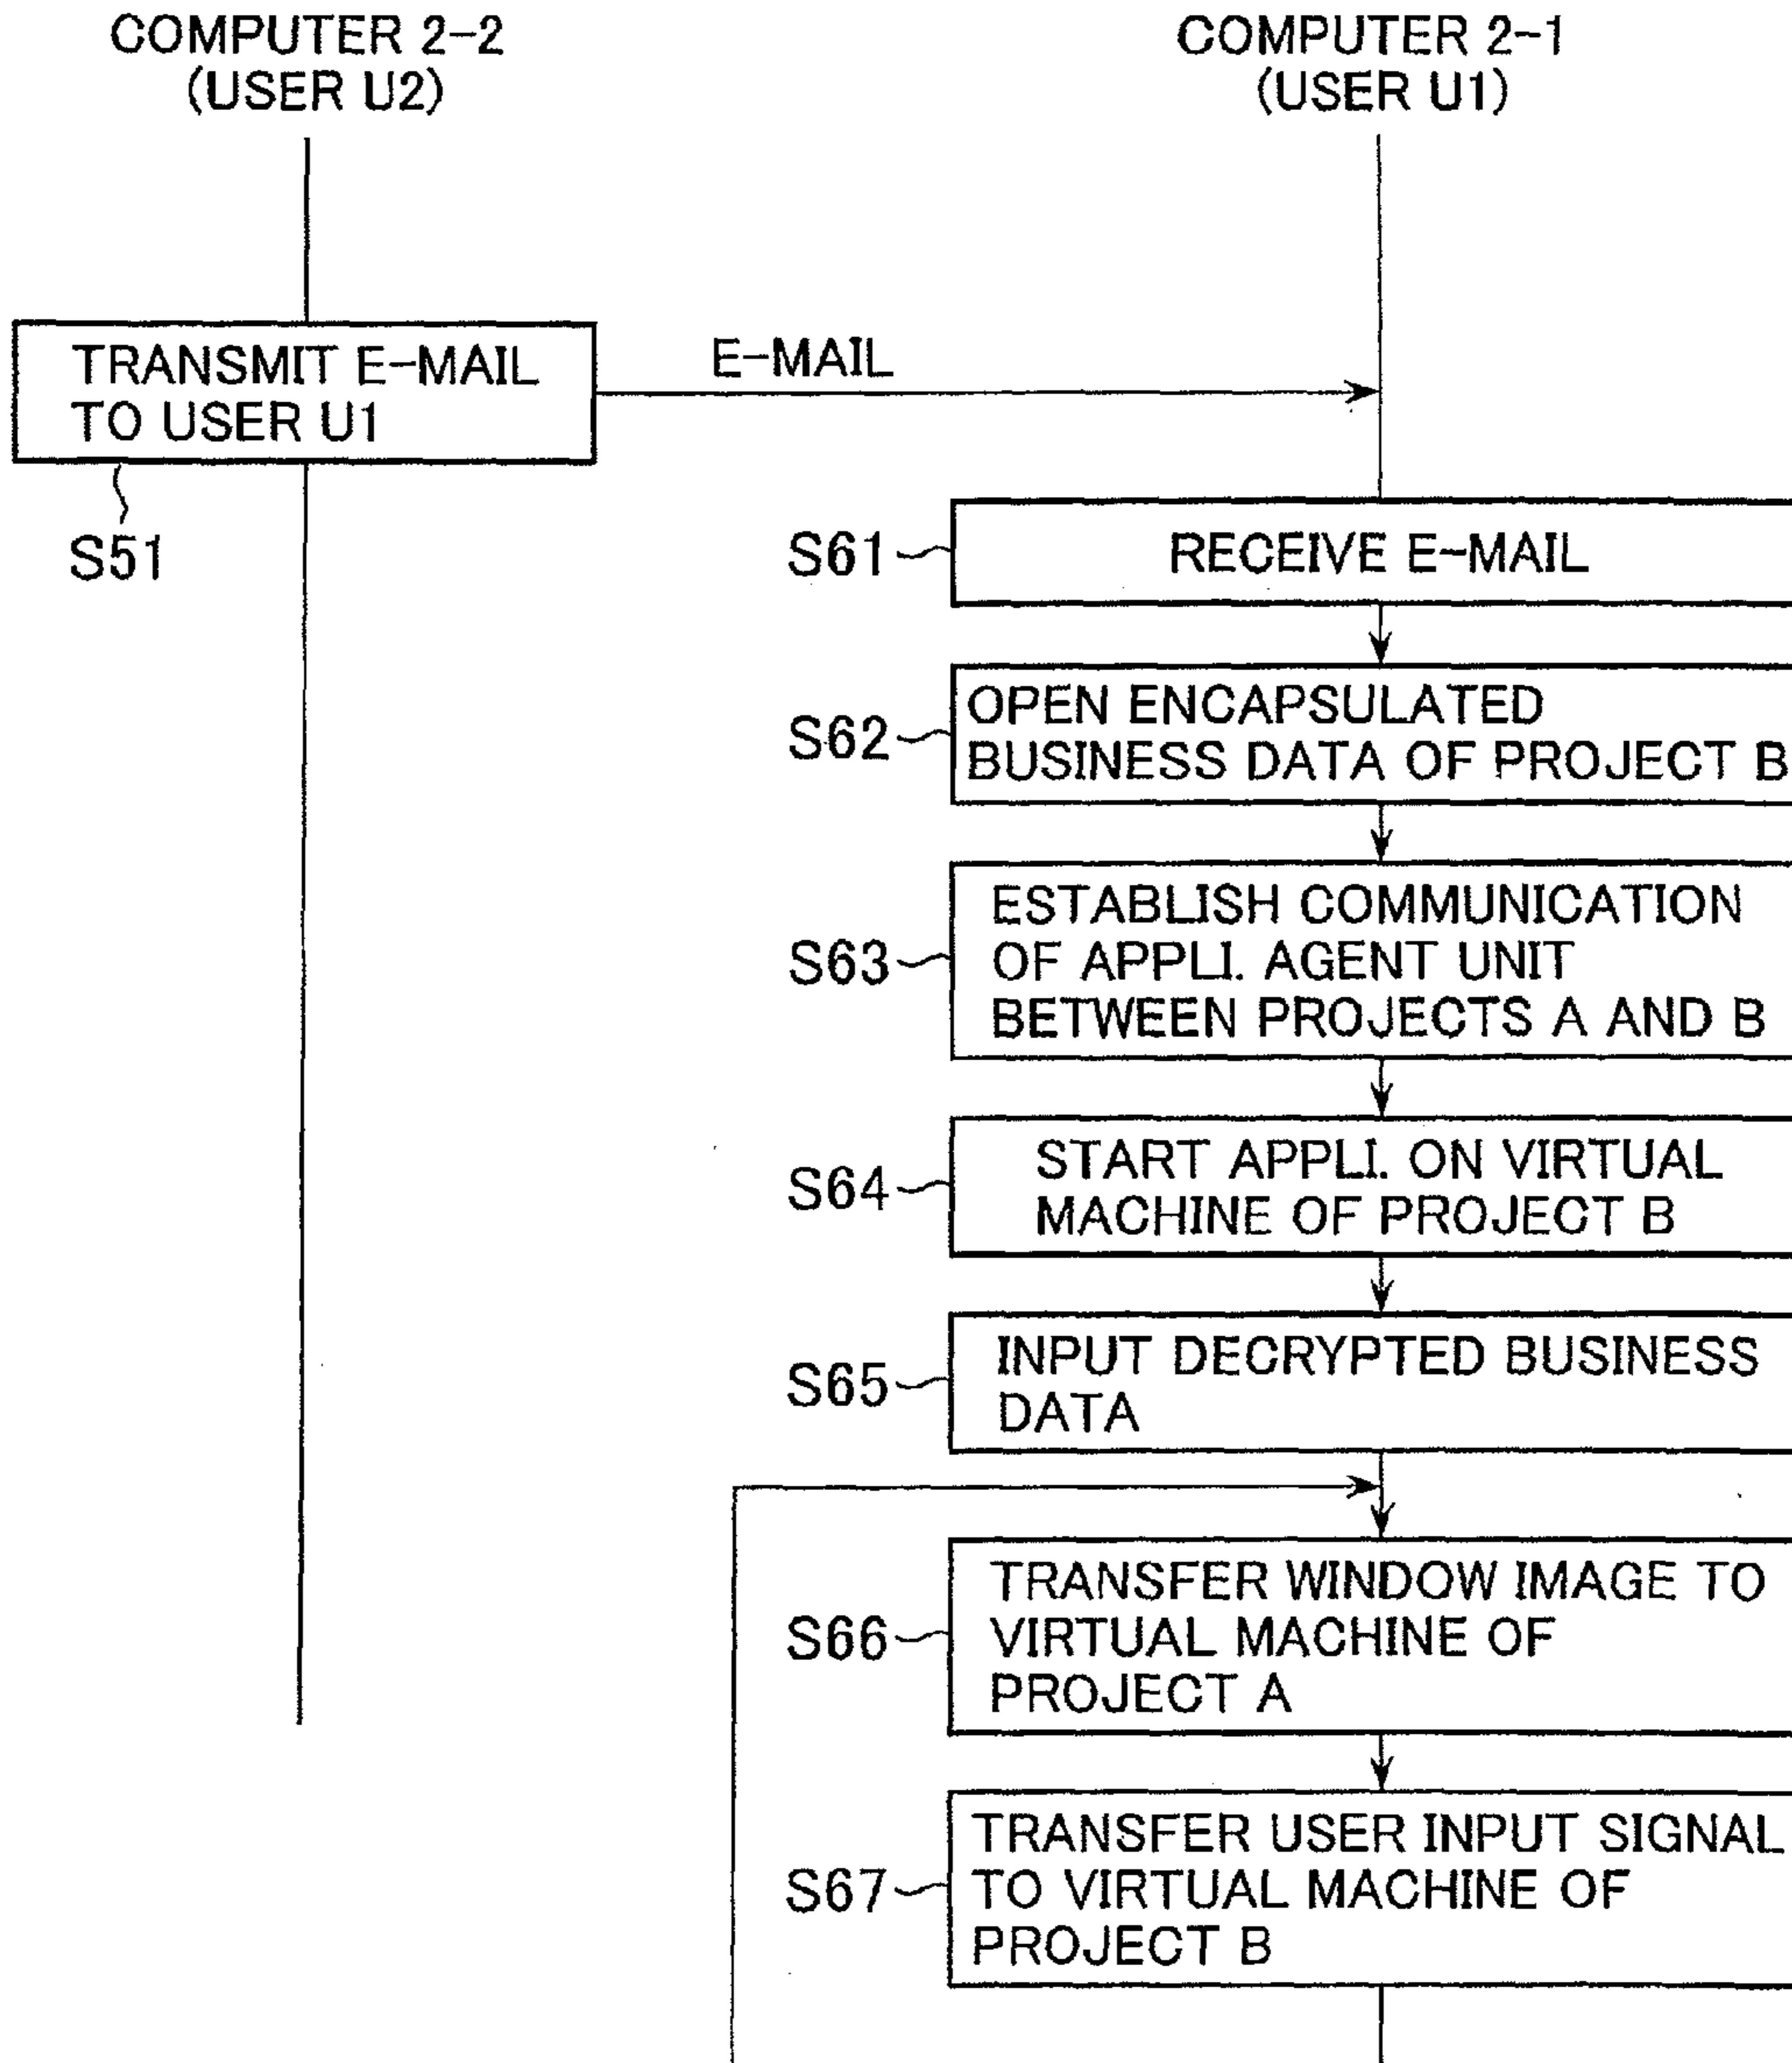 COMPUTER 2-2
(USER U2)
COMPUTER 2-1
(USER U1)
TRANSMIT E-MAIL
TO USER U1
E-MAIL
S51
S61
RECEIVE E-MAIL
S62
OPEN ENCAPSULATED
BUSINESS DATA OF PROJECT B
S63
ESTABLISH COMMUNICATION
OF APPLI. AGENT UNIT
BETWEEN PROJECTS A AND B
S64
START APPLI. ON VIRTUAL
MACHINE OF PROJECT B
S65
INPUT DECRYPTED BUSINESS
DATA
S66
TRANSFER WINDOW IMAGE TO
VIRTUAL MACHINE OF
PROJECT A
S67
TRANSFER USER INPUT SIGNAL
TO VIRTUAL MACHINE OF
PROJECT B